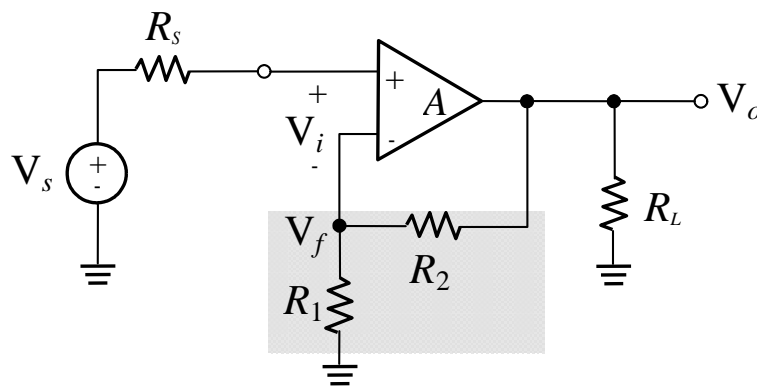 R_S
+
V_i
-
+
-
A
V_o
V_s
+
-
R_L
V_f
R_2
R_1